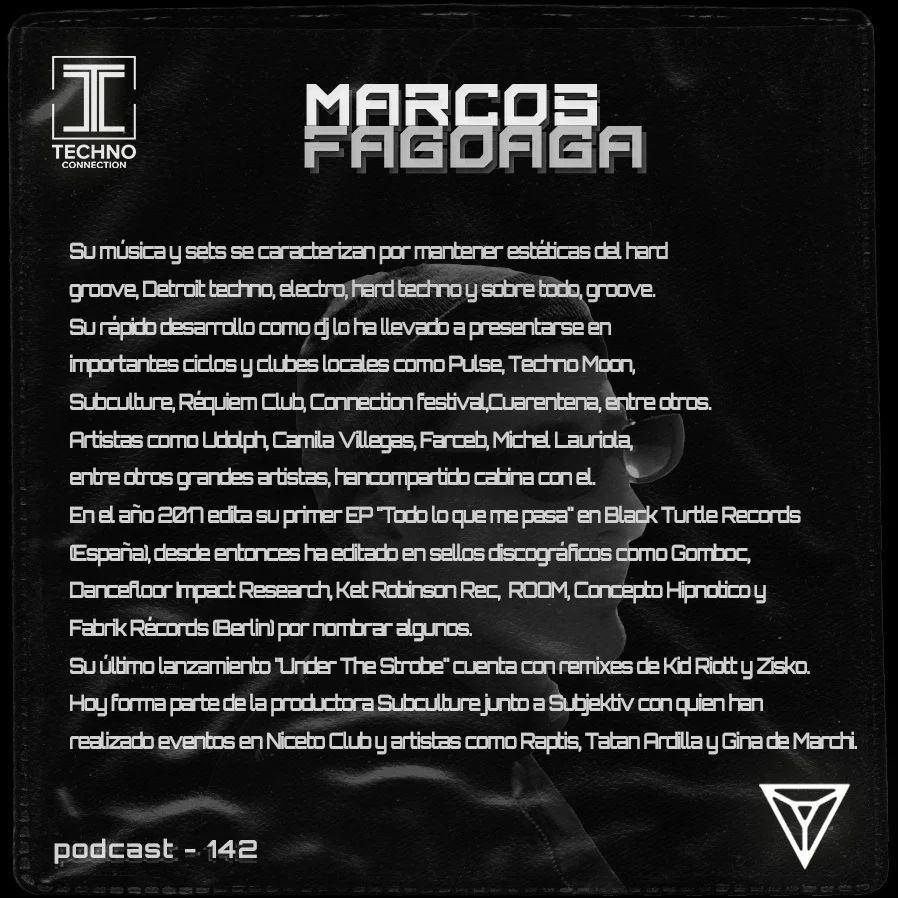 TECHNO
CONNECTION
MARCOS
FAGOAGA
Su música y sets se caracterizan por mantener estéticas del hard
groove, Detroit techno, electro, hard techno y sobre todo, groove.
Su rápido desarrollo como dj lo ha llevado a presentarse en
importantes ciclos y clubes locales como Pulse, Techno Moon,
Subculture, Réquiem Club, Connection festival,Cuarentena, entre otros.
Artistas como Udolph, Camila Villegas, Farceb, Michel Lauriola,
entre otros grandes artistas, hancompartido cabina con el.
En el año 2017 edita su primer EP "Todo lo que me pasa" en Black Turtle Records
(España), desde entonces ha editado en sellos discográficos como Gomboc,
Dancefloor Impact Research, Ket Robinson Rec, ROOM, Concepto Hipnotico y
Fabrik Récords (Berlin) por nombrar algunos.
Su último lanzamiento "Under The Strobe" cuenta con remixes de Kid Riott y Zisko.
Hoy forma parte de la productora Subculture junto a Subjektiv con quien han
realizado eventos en Niceto Club y artistas como Raptis, Tatan Ardilla y Gina de Marchi.
podcast - 142